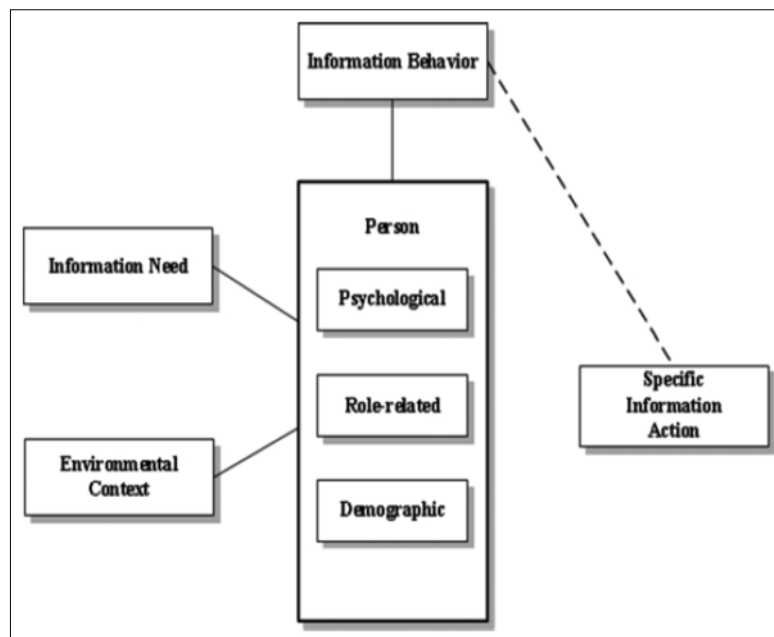 Information Behavior
Person
Information Need
Psychological
Role-related
Specific
Information
Action
Environmental
Context
Demographic